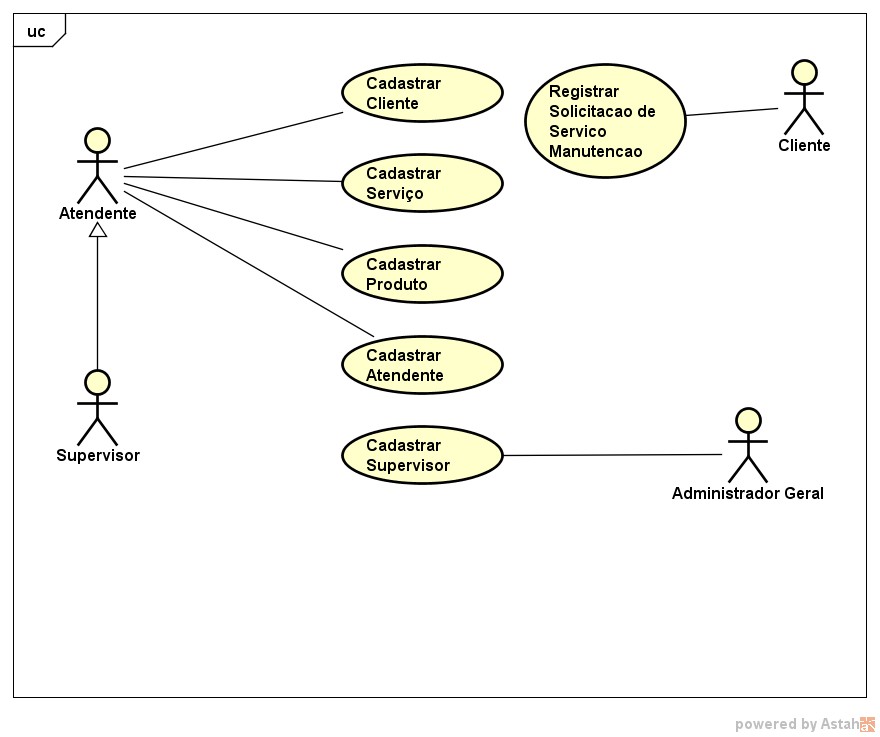 uc
Cadastrar
Cliente
Registrar
Solicitacao de
Servico
Manutencao
Cliente
Atendente
Cadastrar
Serviço
Cadastrar
Produto
Cadastrar
Atendente
Supervisor
Cadastrar
Supervisor
Administrador Geral
powered by Astah